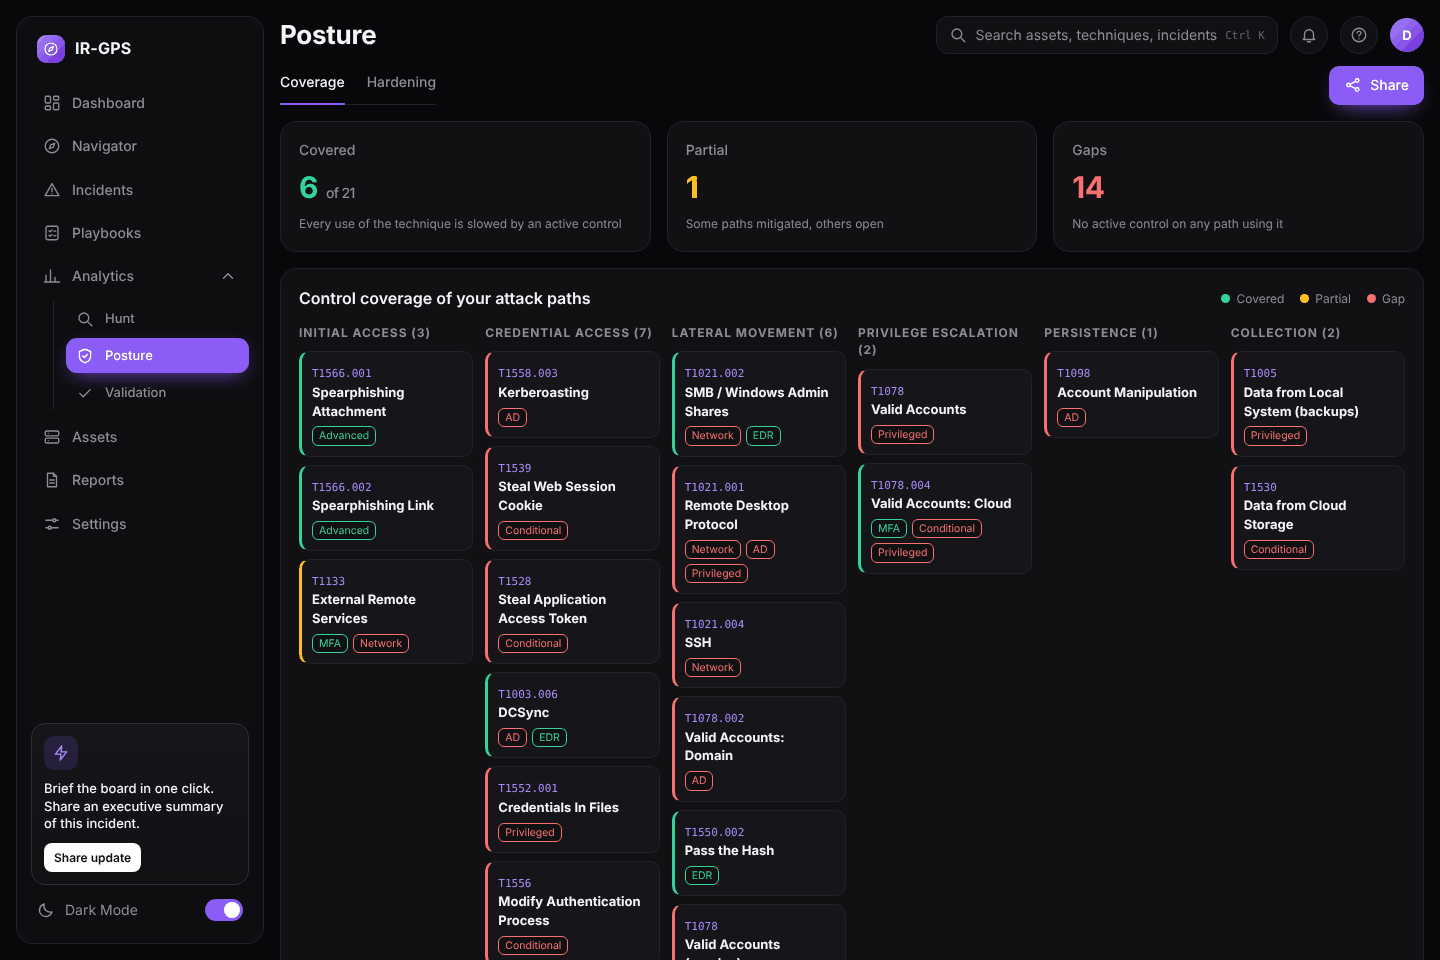 IR-GPS
Dashboard
Navigator
Incidents
Playbooks
Analytics
Hunt
Posture
Validation
Assets
Reports
Settings
Brief the board in one click.
Share an executive summary
of this incident.
Share update
Dark Mode
Posture
Search assets, techniques, incidents Ctrl K
D
Coverage Hardening
Share
Covered
6 of 21
Every use of the technique is slowed by an active control
Partial
1
Some paths mitigated, others open
Gaps
14
No active control on any path using it
Control coverage of your attack paths
Covered Partial Gap
INITIAL ACCESS (3)
T1566.001
Spearphishing
Attachment
Advanced
T1566.002
Spearphishing Link
Advanced
T1133
External Remote
Services
MFA Network
CREDENTIAL ACCESS (7)
T1558.003
Kerberoasting
AD
T1539
Steal Web Session
Cookie
Conditional
T1528
Steal Application
Access Token
Conditional
T1003.006
DCSync
AD EDR
T1552.001
Credentials In Files
Privileged
T1556
Modify Authentication
Process
Conditional
LATERAL MOVEMENT (6)
T1021.002
SMB / Windows Admin
Shares
Network EDR
T1021.001
Remote Desktop
Protocol
Network AD
Privileged
T1021.004
SSH
Network
T1078.002
Valid Accounts:
Domain
AD
T1550.002
Pass the Hash
EDR
T1078
Valid Accounts
PRIVILEGE ESCALATION
(2)
T1078
Valid Accounts
Privileged
T1078.004
Valid Accounts: Cloud
MFA Conditional
Privileged
PERSISTENCE (1)
T1098
Account Manipulation
AD
COLLECTION (2)
T1005
Data from Local
System (backups)
Privileged
T1530
Data from Cloud
Storage
Conditional